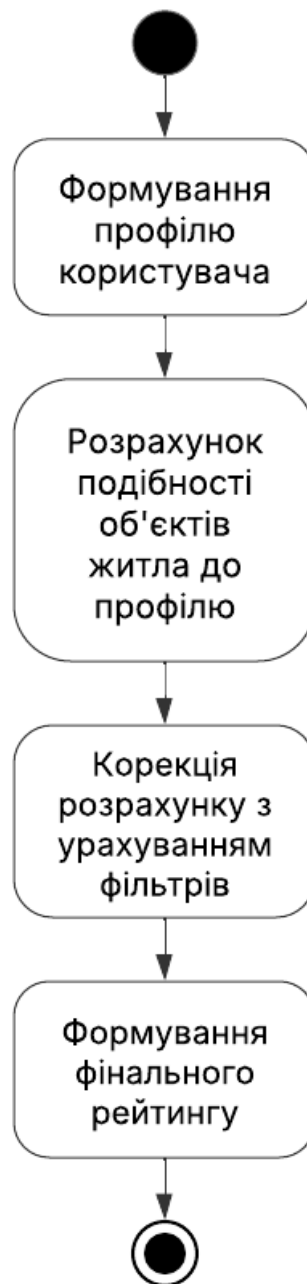 Формування
профілю
користувача
Розрахунок
подібності
об'єктів
житла до
профілю
Корекція
розрахунку з
урахуванням
фільтрів
Формування
фінального
рейтингу